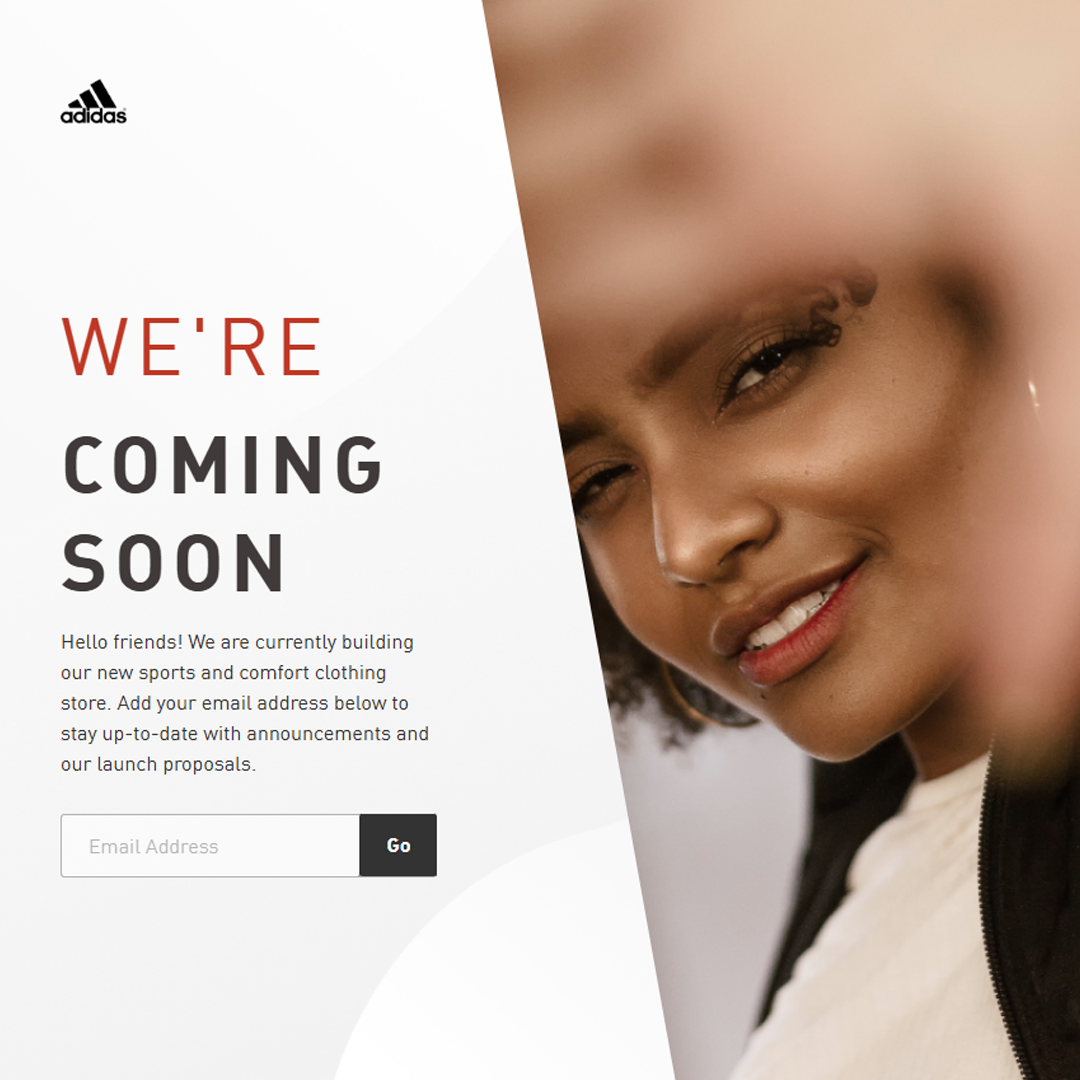 adidas
WE'RE
COMING
SOON
Hello friends! We are currently building
our new sports and comfort clothing
store. Add your email address below to
stay up-to-date with announcements and
our launch proposals.
Email Address
Go